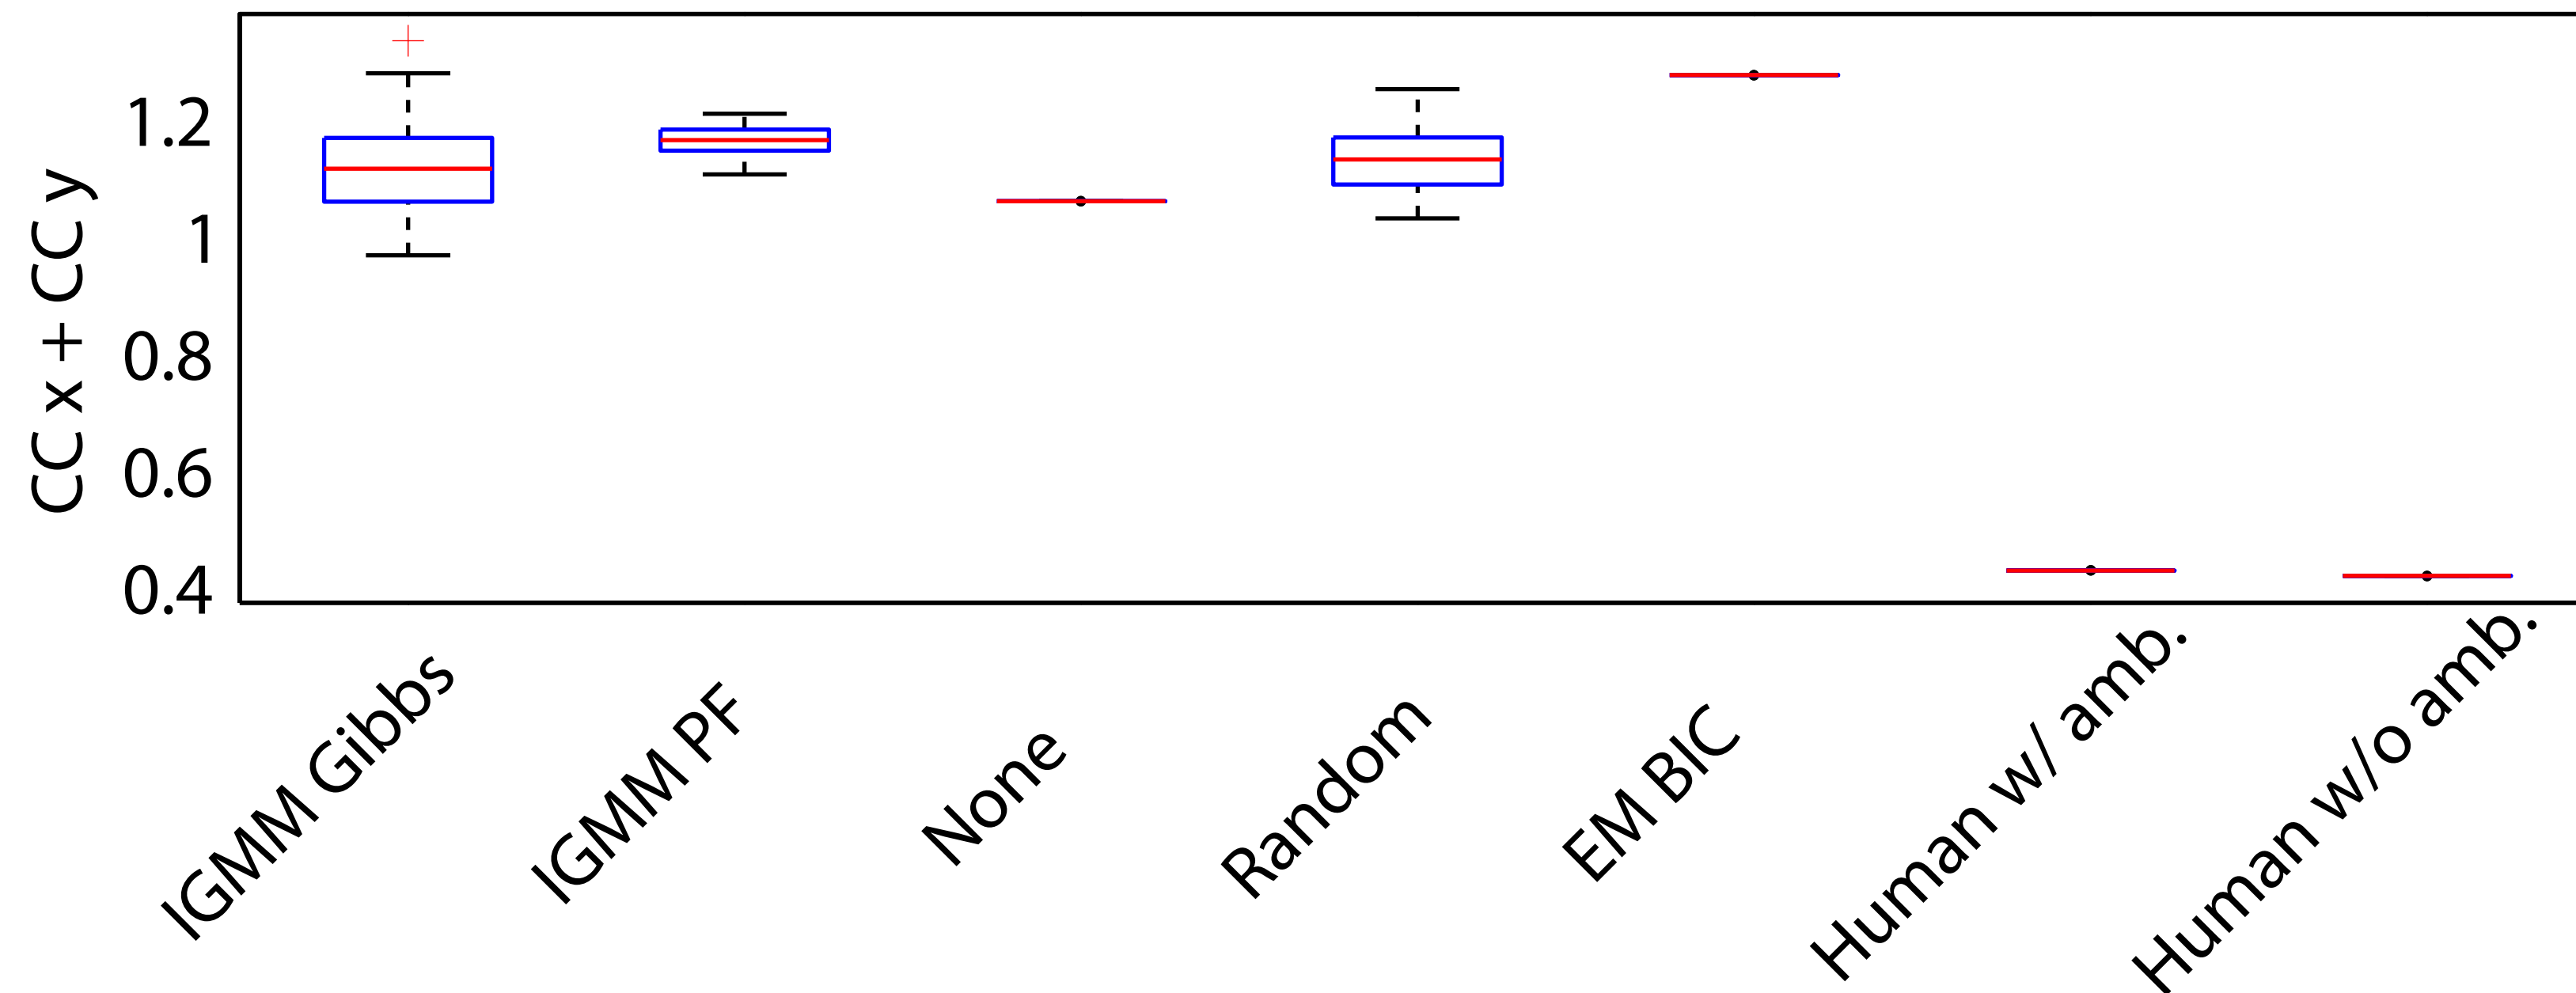 CC x + CC y
1.2
1
0.8
0.6
0.4
IGMM Gibbs
IGMM PF
None
Random
EM BIC
Human w/ amb.
Human w/o amb.